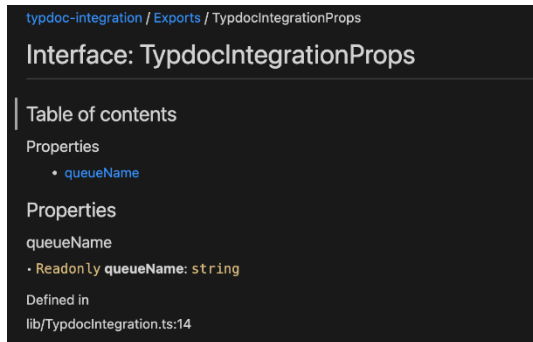 typdoc-integration / Exports / TypdocIntegrationProps
Interface: TypdocIntegrationProps
Table of contents
Properties
• queueName
Properties
queueName
• Readonly queueName: string
Defined in
lib/TypdocIntegration.ts:14